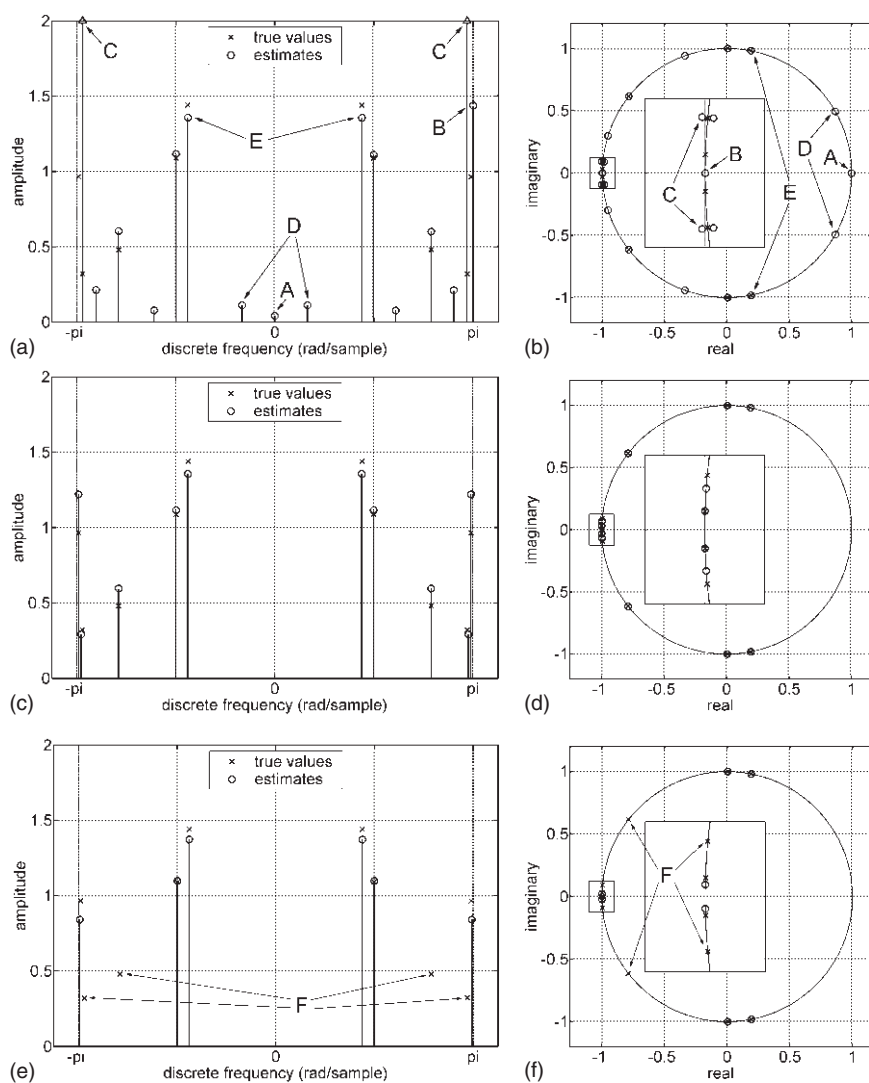 2
1.5
1
0.5
0
amplitude
-pi
0
pi
discrete frequency (rad/sample)
true values
estimates
C
C
B
E
D
A
(a)
1
0.5
0
-0.5
-1
imaginary
-1
-0.5
0
0.5
1
real
B
C
D
A
E
(b)
2
1.5
1
0.5
0
amplitude
-pi
0
pi
discrete frequency (rad/sample)
true values
estimates
(c)
1
0.5
0
-0.5
-1
imaginary
-1
-0.5
0
0.5
1
real
(d)
2
1.5
1
0.5
0
amplitude
-pi
0
pi
discrete frequency (rad/sample)
true values
estimates
F
(e)
1
0.5
0
-0.5
-1
imaginary
-1
-0.5
0
0.5
1
real
F
(f)